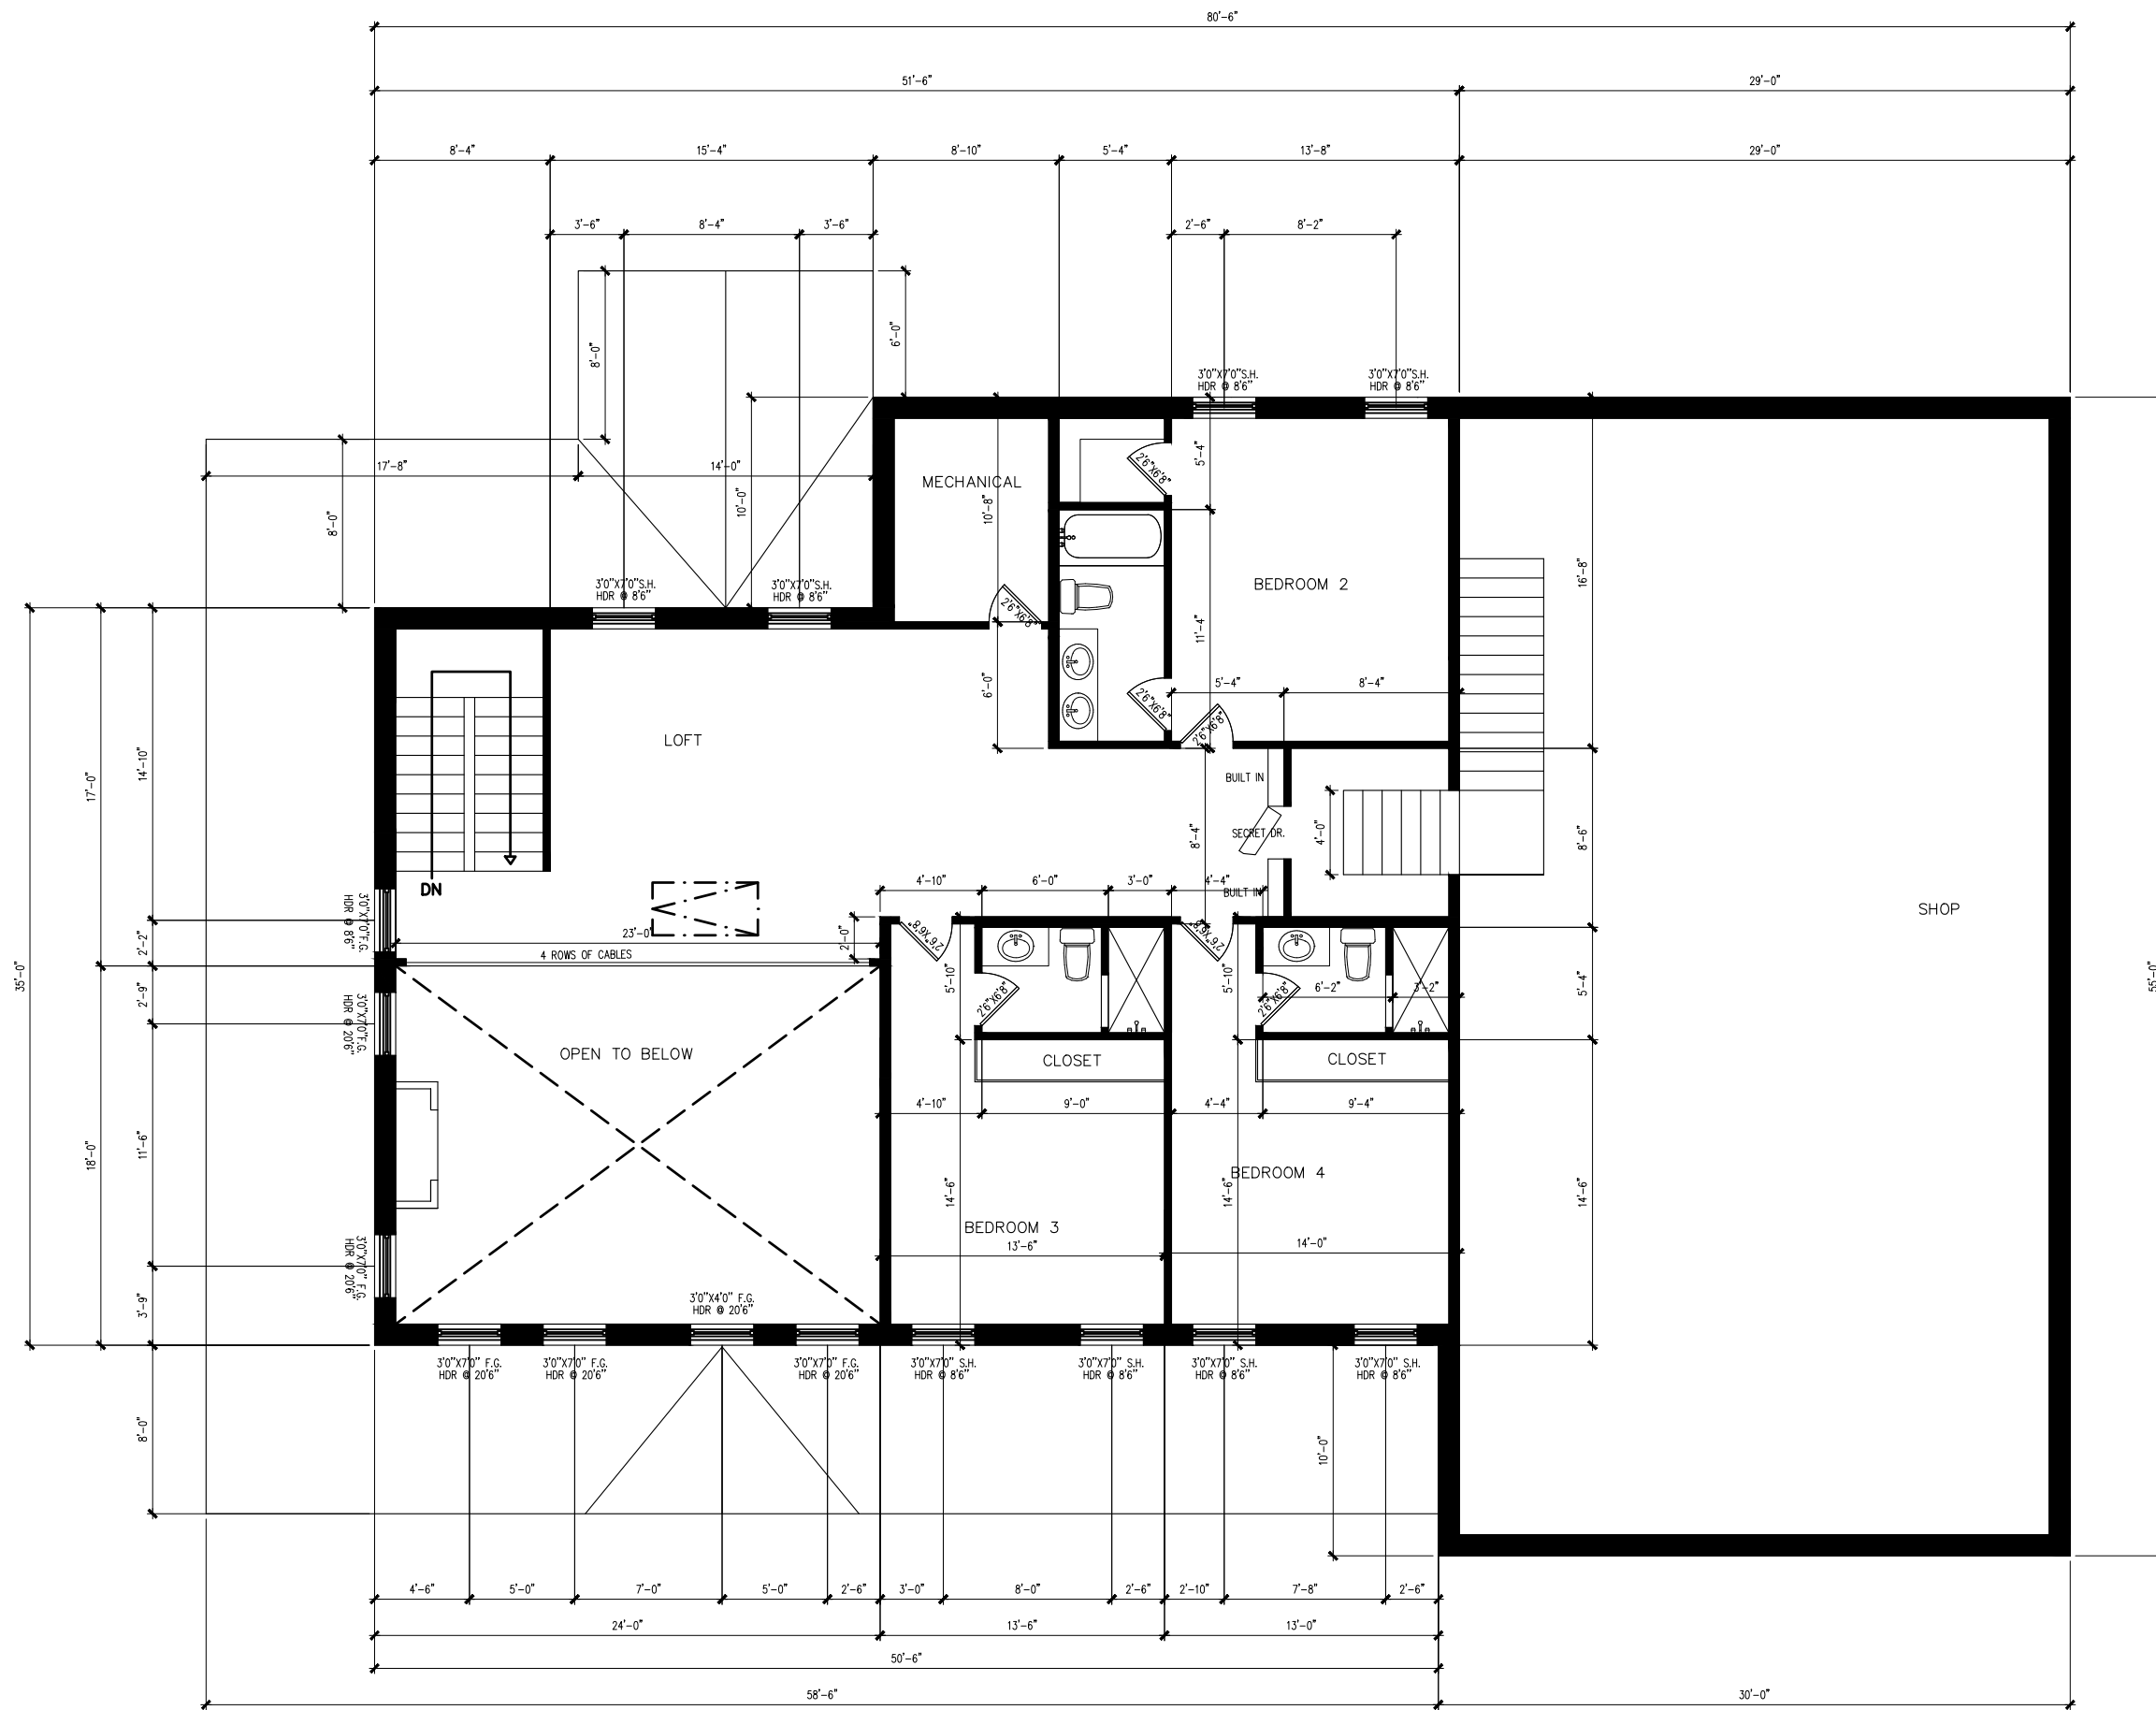 80'-6"
51'-6"
29'-0"
8'-4"
15'-4"
8'-10"
5'-4"
13'-8"
29'-0"
3'-6"
8'-4"
3'-6"
2'-6"
8'-2"
8'-0"
6'-0"
3'0"X7'0"S.H.
HDR @ 8'6"
3'0"X7'0"S.H.
HDR @ 8'6"
17'-8"
14'-0"
8'-0"
10'-0"
MECHANICAL
10'-8"
5'-4"
2'6"X6'8"
16'-8"
3'0"X7'0"S.H.
HDR @ 8'6"
3'0"X7'0"S.H.
HDR @ 8'6"
2'6"X6'8"
BEDROOM 2
11'-4"
6'-0"
2'6"X6'8"
5'-4"
8'-4"
2'6"X6'8"
LOFT
14'-10"
17'-0"
BUILT IN
SECRET DR.
8'-4"
4'-0"
8'-6"
DN
BUILT IN
4'-10"
6'-0"
3'-0"
4'-4"
SHOP
3'0"X7'0"F.G.
HDR @ 8'6"
23'-0"
2'-0"
2'6"X6'8"
2'6"X6'8"
4 ROWS OF CABLES
2'-2"
35'-0"
55'-0"
2'-9"
3'0"X7'0"F.G.
HDR @ 20'6"
5'-10"
2'6"X6'8"
5'-10"
2'6"X6'8"
6'-2"
3'-2"
5'-4"
OPEN TO BELOW
CLOSET
CLOSET
4'-10"
9'-0"
4'-4"
9'-4"
11'-6"
18'-0"
BEDROOM 4
14'-6"
14'-6"
14'-6"
BEDROOM 3
13'-6"
14'-0"
3'0"X7'0" F.G.
HDR @ 20'6"
3'-9"
3'0"X4'0" F.G.
HDR @ 20'6"
3'0"X7'0" F.G.
HDR @ 20'6"
3'0"X7'0" F.G.
HDR @ 20'6"
3'0"X7'0" F.G.
HDR @ 20'6"
3'0"X7'0" S.H.
HDR @ 8'6"
3'0"X7'0" S.H.
HDR @ 8'6"
3'0"X7'0" S.H.
HDR @ 8'6"
3'0"X7'0" S.H.
HDR @ 8'6"
8'-0"
10'-0"
4'-6"
5'-0"
7'-0"
5'-0"
2'-6"
3'-0"
8'-0"
2'-6"
2'-10"
7'-8"
2'-6"
24'-0"
13'-6"
13'-0"
50'-6"
58'-6"
30'-0"